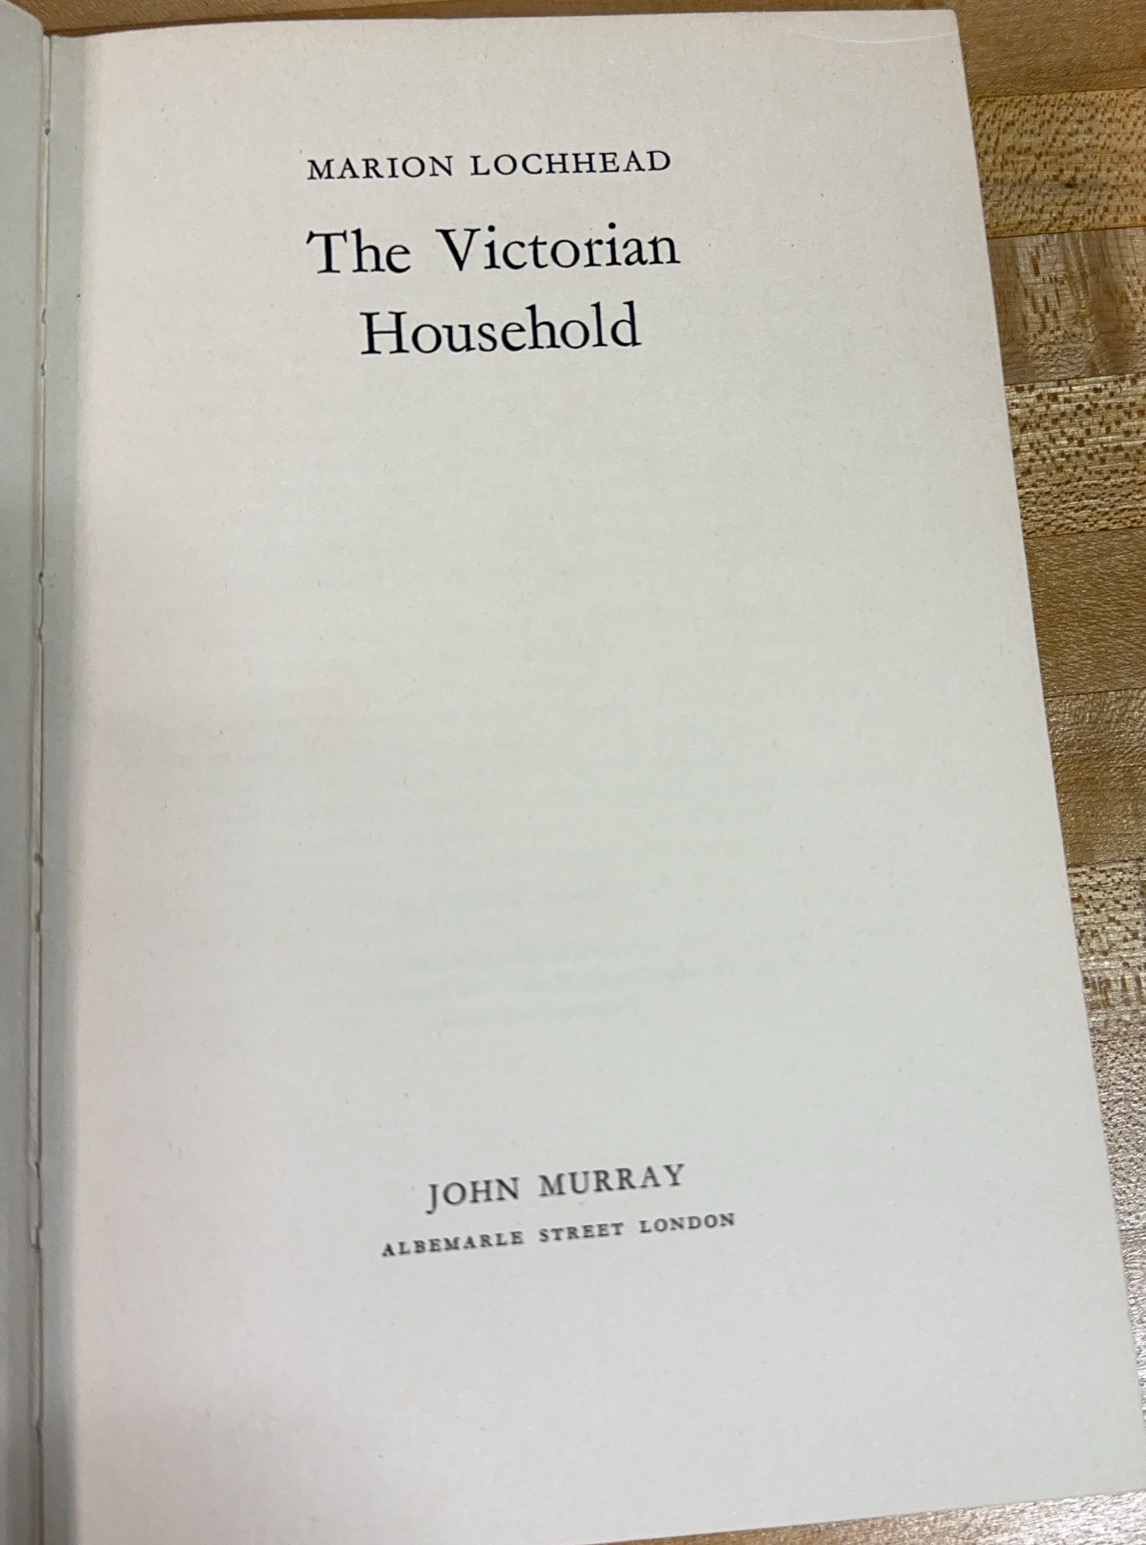 MARION LOCHHEAD
The Victorian
Household
JOHN MURRAY
ALBEMARLE STREET LONDON